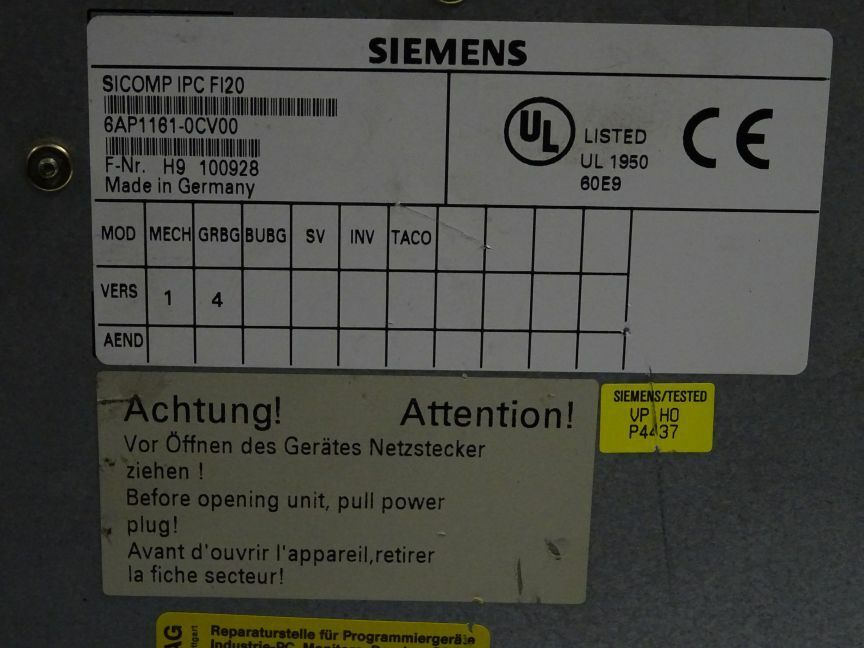 SIEMENS
SICOMP IPC FI20
6AP1161-0CV00
F-Nr. H9 100928
Made in Germany
UL
LISTED
UL 1950
60E9
CE
MOD MECH GRBG BUBG SV INV TACO
VERS 1 4
AEND
Achtung! Attention!
Vor Öffnen des Gerätes Netzstecker
ziehen !
Before opening unit, pull power
plug!
Avant d'ouvrir l'appareil,retirer
la fiche secteur!
SIEMENS/TESTED
VP HO
P4437
AG
Reparaturstelle für Programmiergeräte
Industrie-PC,